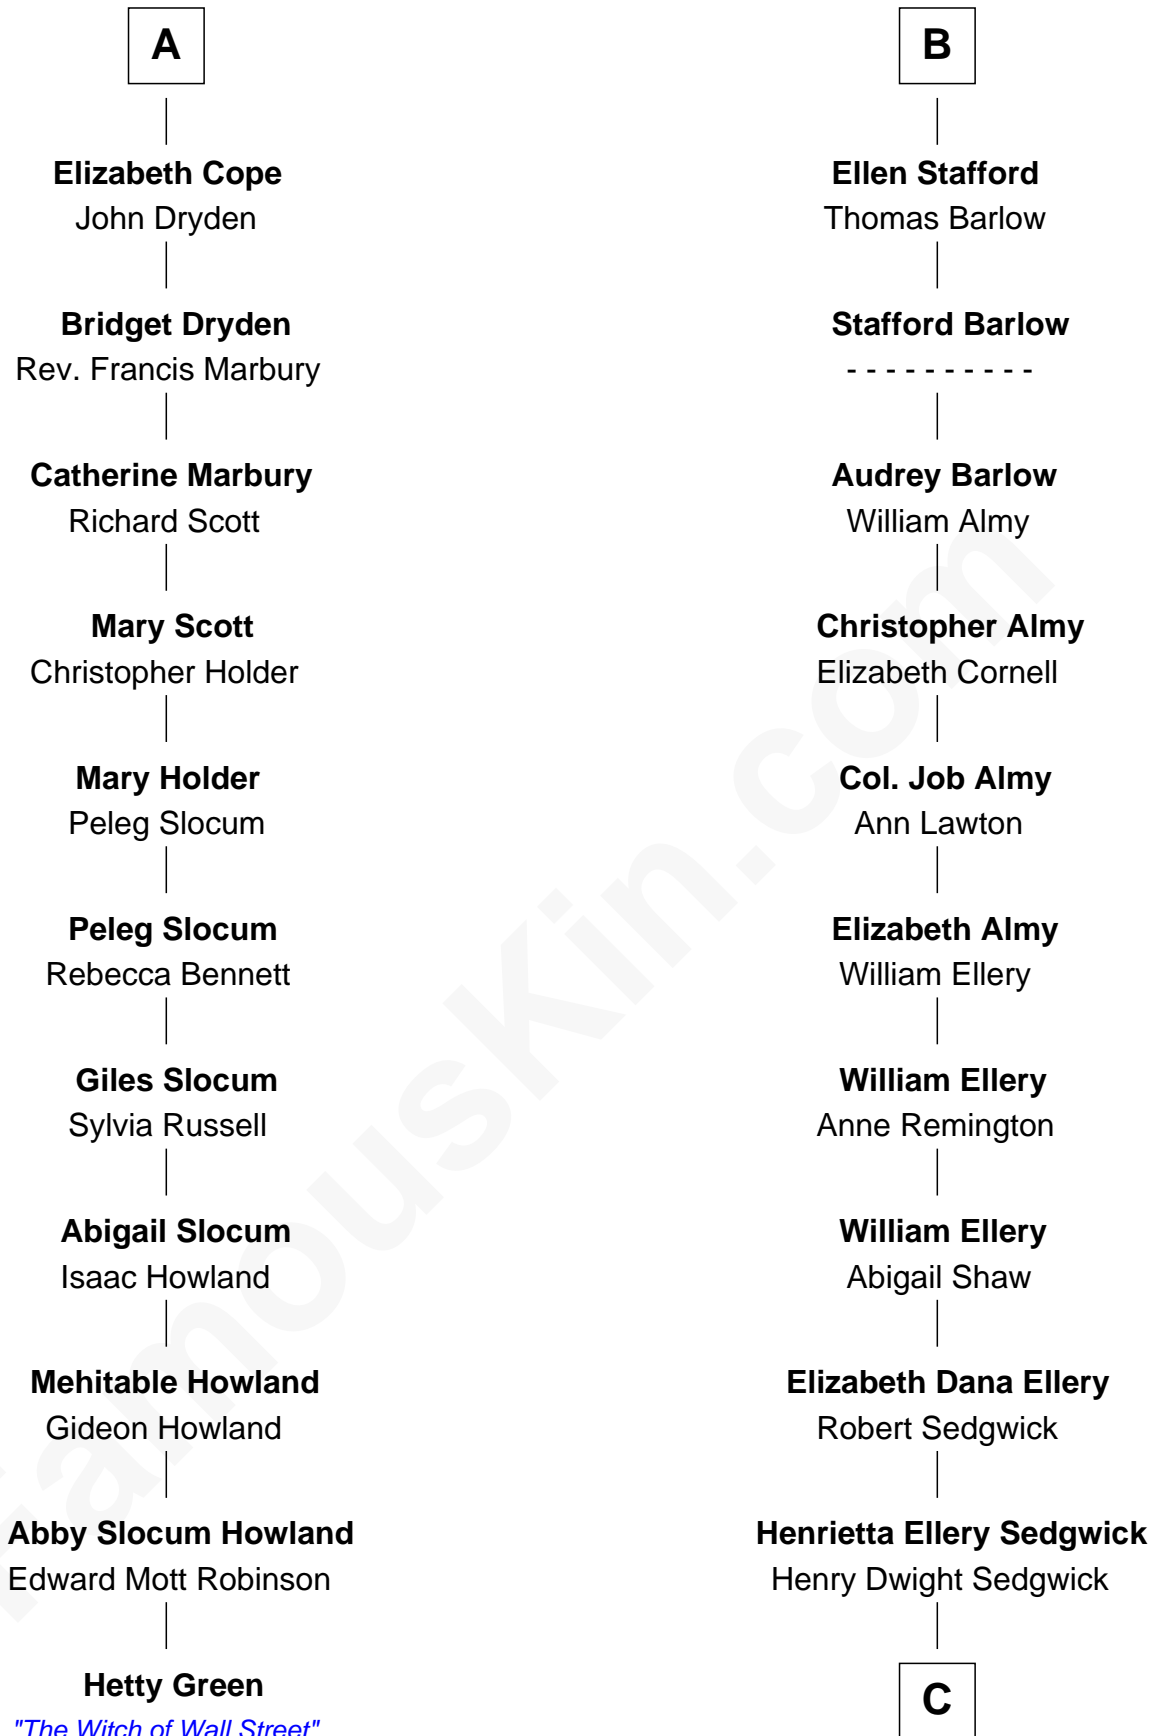 A
Elizabeth Cope
John Dryden
Bridget Dryden
Rev. Francis Marbury
Catherine Marbury
Richard Scott
Mary Scott
Christopher Holder
Mary Holder
Peleg Slocum
Peleg Slocum
Rebecca Bennett
Giles Slocum
Sylvia Russell
Abigail Slocum
Isaac Howland
Mehitable Howland
Gideon Howland
Abby Slocum Howland
Edward Mott Robinson
Hetty Green
"The Witch of Wall Street"
B
Ellen Stafford
Thomas Barlow
Stafford Barlow
- - - - - - - - - -
Audrey Barlow
William Almy
Christopher Almy
Elizabeth Cornell
Col. Job Almy
Ann Lawton
Elizabeth Almy
William Ellery
William Ellery
Anne Remington
William Ellery
Abigail Shaw
Elizabeth Dana Ellery
Robert Sedgwick
Henrietta Ellery Sedgwick
Henry Dwight Sedgwick
C
FamousKin.com